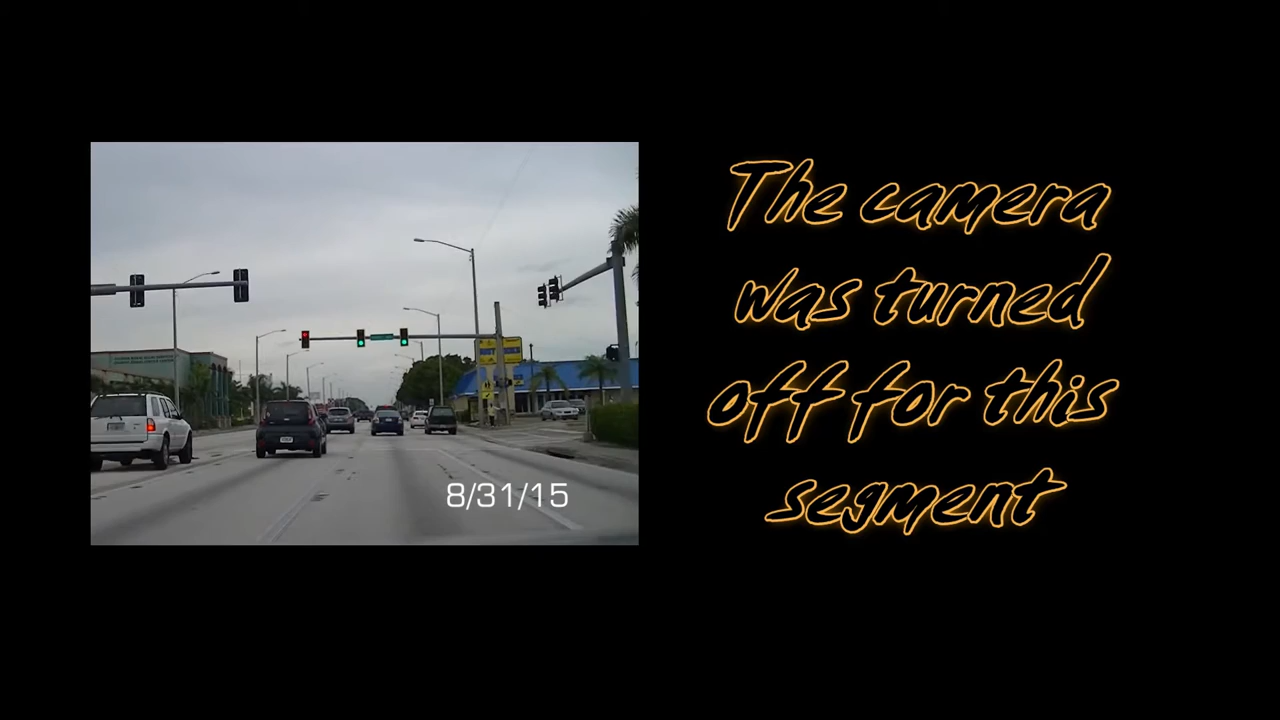 The camera
was turned
off for this
segment
8/31/15